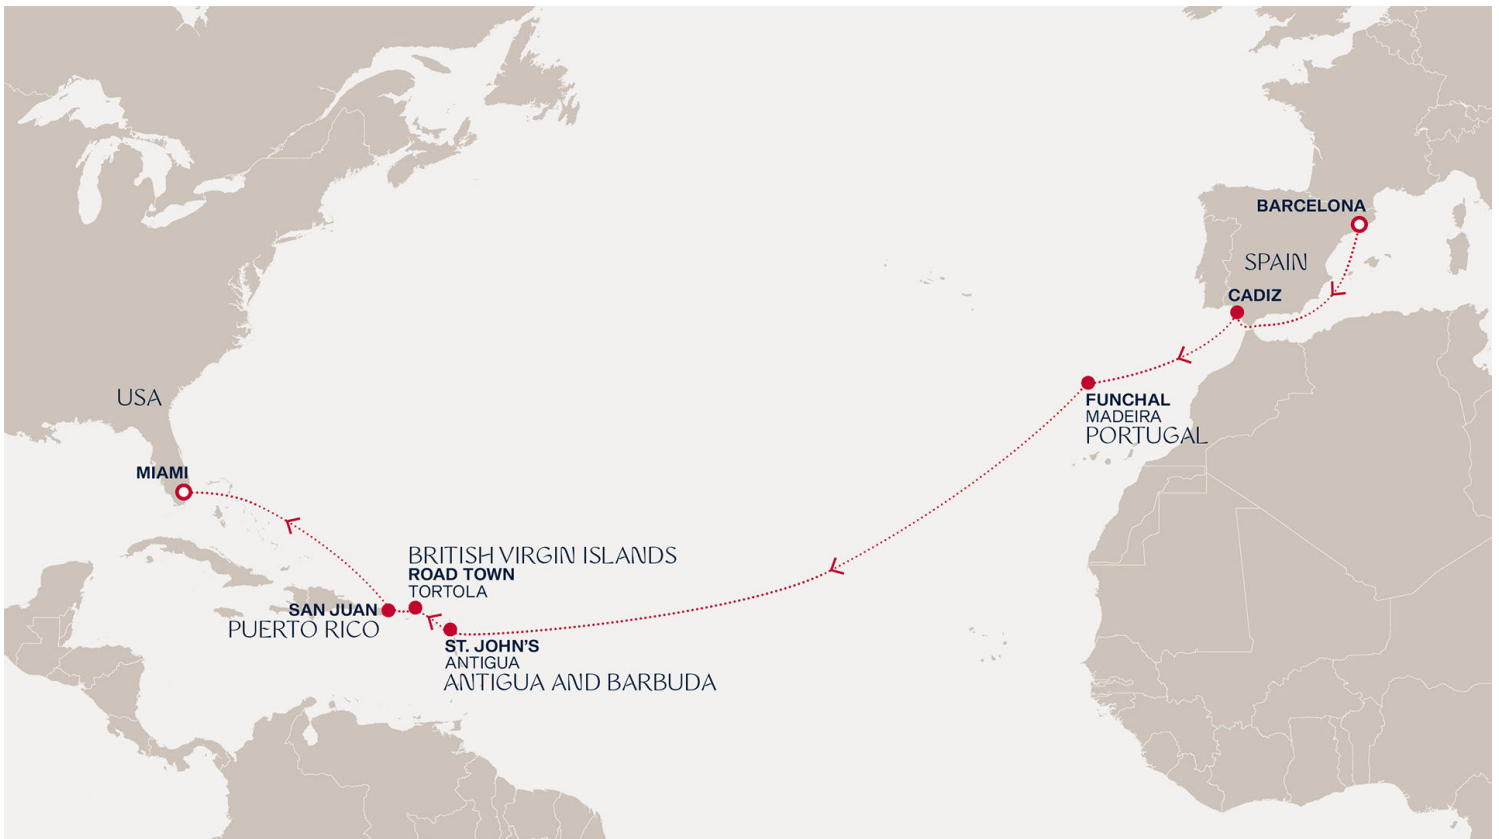 BARCELONA
SPAIN
CADIZ
FUNCHAL
MADEIRA
PORTUGAL
USA
MIAMI
BRITISH VIRGIN ISLANDS
ROAD TOWN
TORTOLA
SAN JUAN
PUERTO RICO
ST. JOHN'S
ANTIGUA
ANTIGUA AND BARBUDA